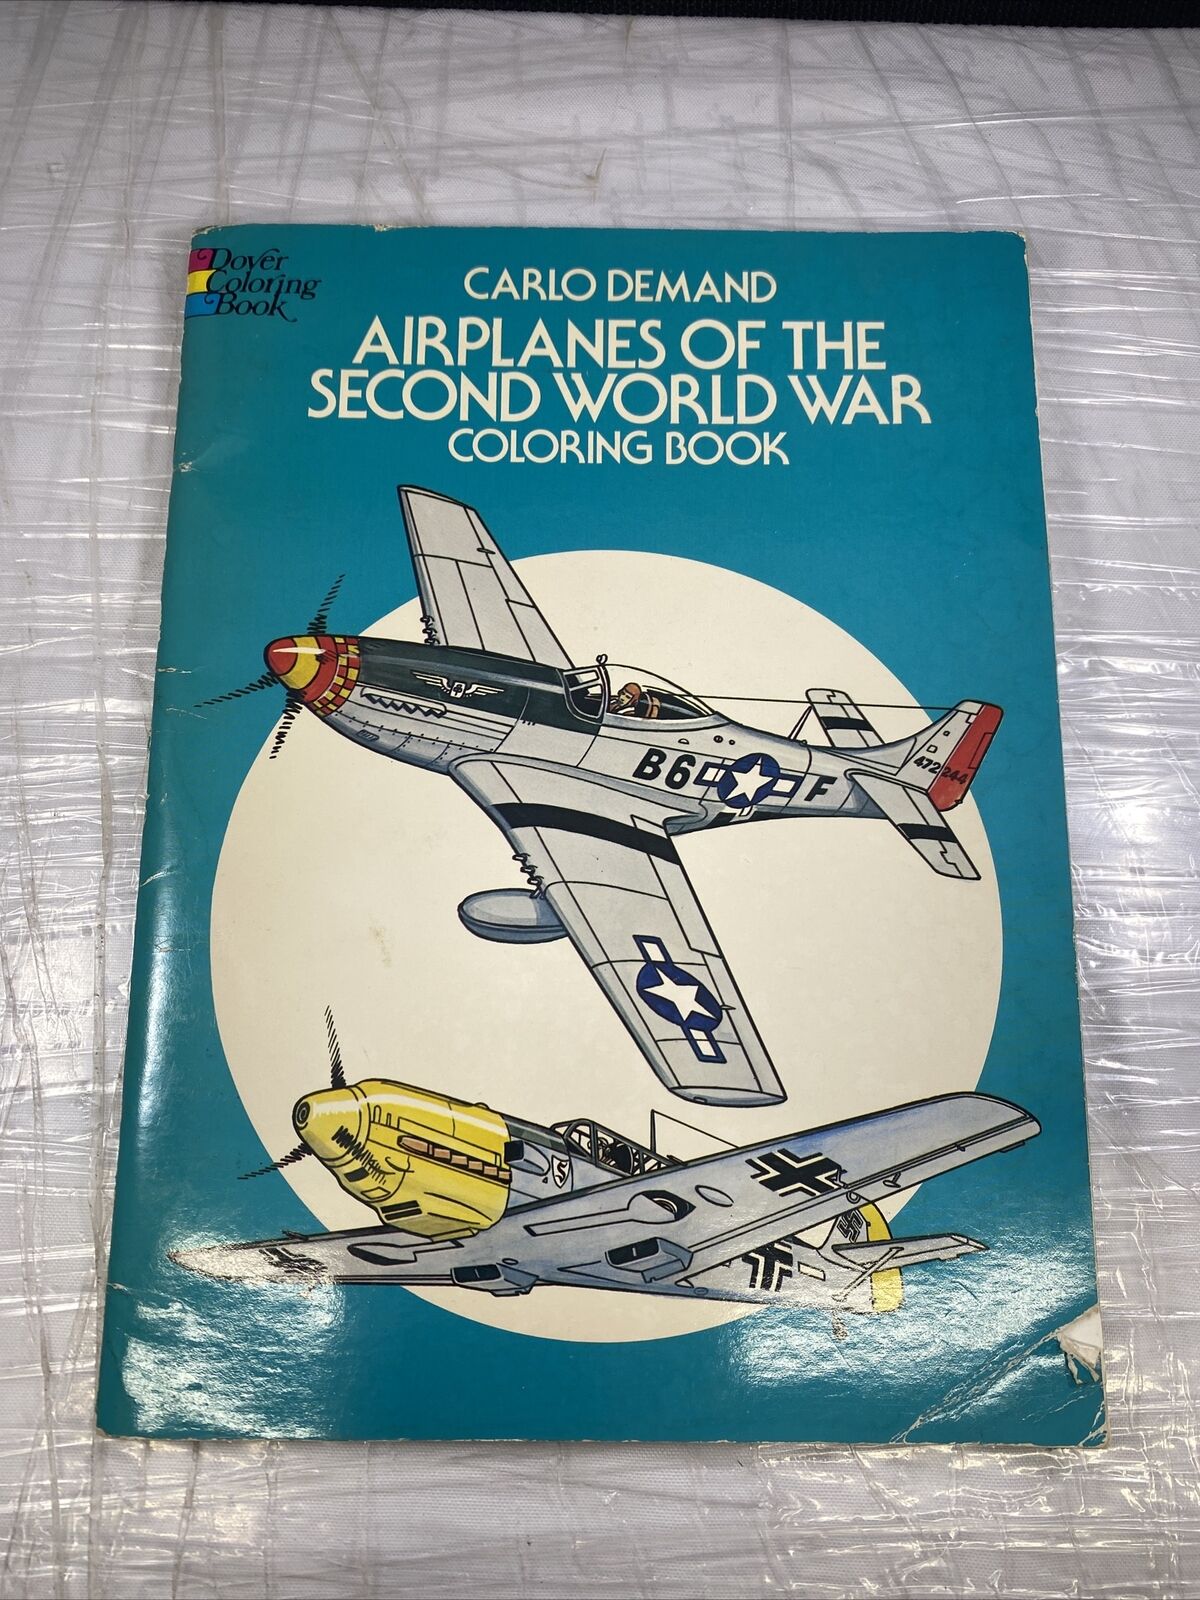 Dover
Coloring
Book
CARLO DEMAND
AIRPLANES OF THE
SECOND WORLD WAR
COLORING BOOK
B6 F
472244